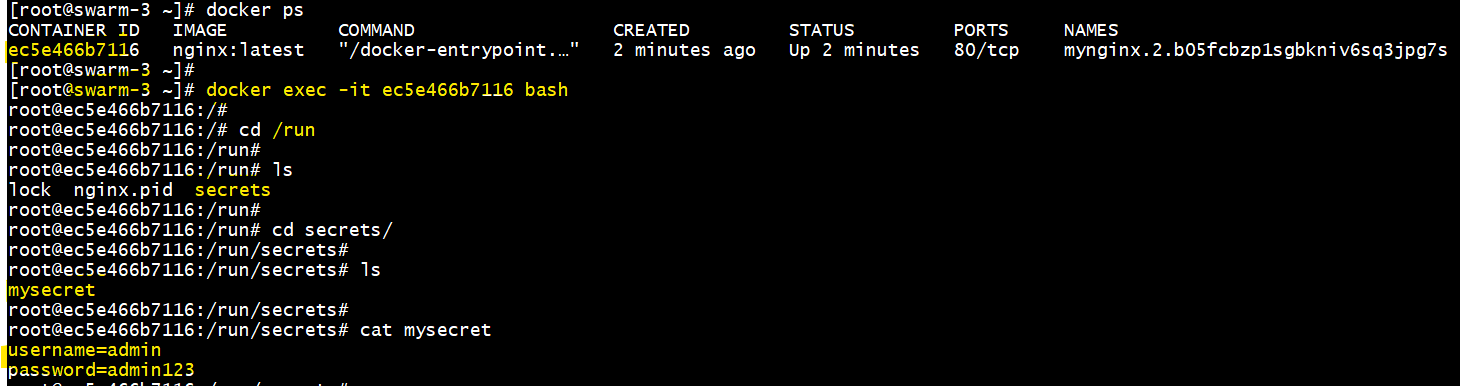 [root@swarm-3 ~]# docker ps
CONTAINER ID   IMAGE          COMMAND                  CREATED         STATUS         PORTS     NAMES
ec5e466b7116   nginx:latest   "/docker-entrypoint.…"   2 minutes ago   Up 2 minutes   80/tcp    mynginx.2.b05fcbzp1sgbkniv6sq3jpg7s
[root@swarm-3 ~]#
[root@swarm-3 ~]# docker exec -it ec5e466b7116 bash
root@ec5e466b7116:/#
root@ec5e466b7116:/# cd /run
root@ec5e466b7116:/run#
root@ec5e466b7116:/run# ls
lock  nginx.pid  secrets
root@ec5e466b7116:/run#
root@ec5e466b7116:/run# cd secrets/
root@ec5e466b7116:/run/secrets#
root@ec5e466b7116:/run/secrets# ls
mysecret
root@ec5e466b7116:/run/secrets#
root@ec5e466b7116:/run/secrets# cat mysecret
username=admin
password=admin123